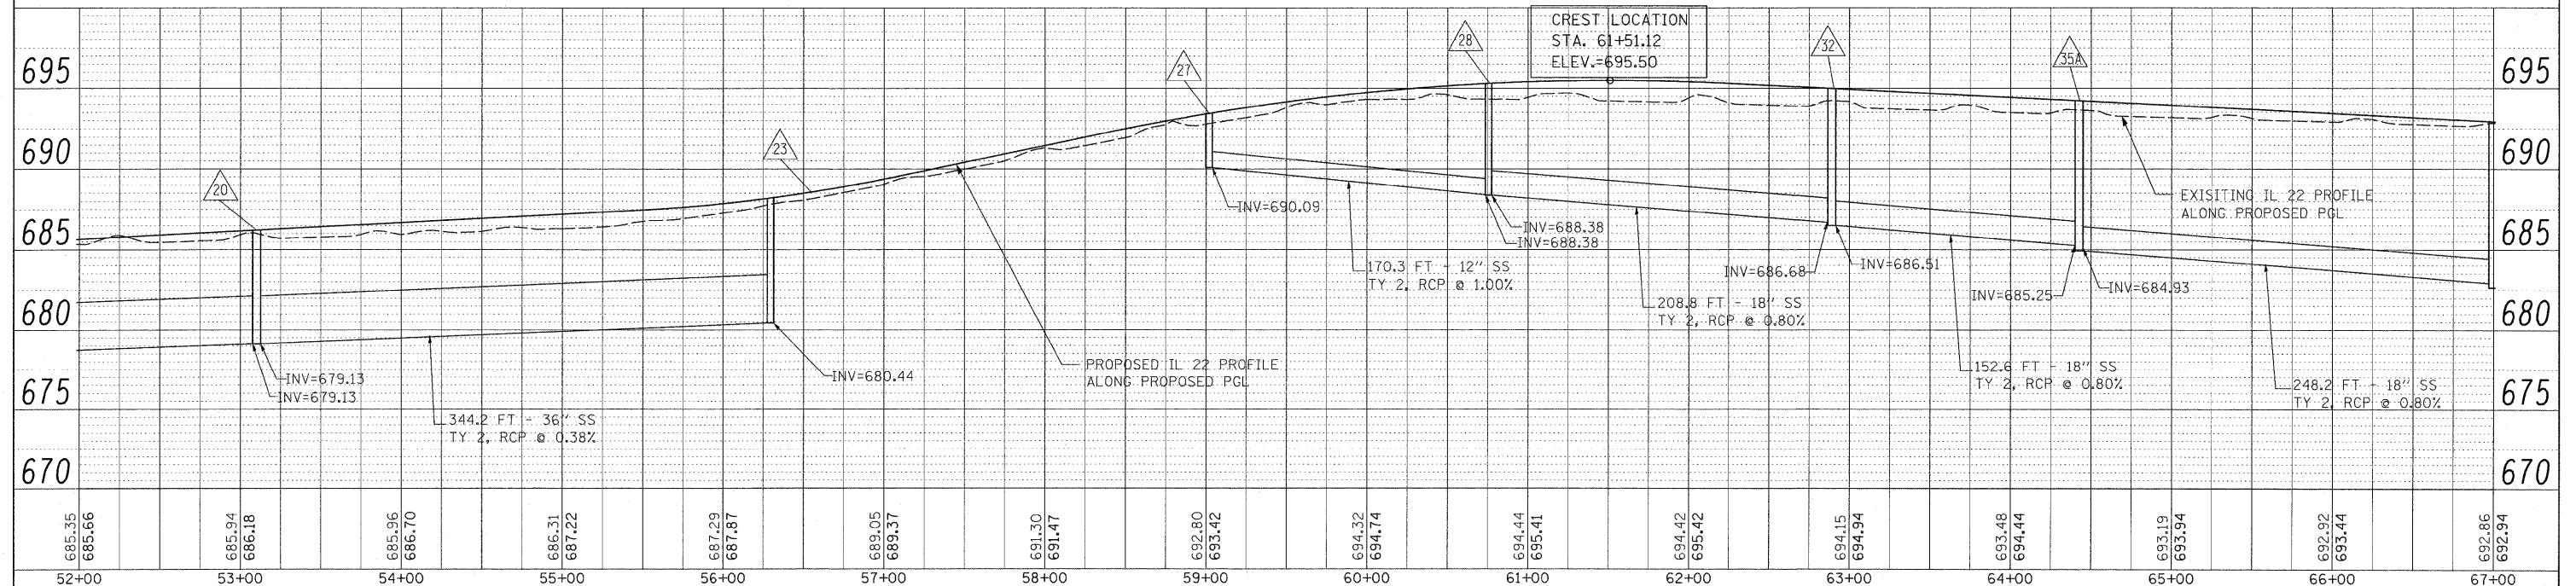 CREST LOCATION
STA. 61+51.12
ELEV.=695.50
28
32
35A
27
23
20
695
690
685
680
675
670
695
690
685
680
675
670
INV=690.09
INV=688.38
INV=688.38
INV=686.68
INV=686.51
INV=685.25
INV=684.93
EXISITING IL 22 PROFILE
ALONG PROPOSED PGL
170.3 FT - 12" SS
TY 2, RCP @ 1.00%
208.8 FT - 18" SS
TY 2, RCP @ 0.80%
152.6 FT - 18" SS
TY 2, RCP @ 0.80%
248.2 FT - 18" SS
TY 2, RCP @ 0.80%
PROPOSED IL 22 PROFILE
ALONG PROPOSED PGL
INV=680.44
INV=679.13
INV=679.13
344.2 FT - 36" SS
TY 2, RCP @ 0.38%
685.35
685.66
685.94
686.18
685.96
686.70
686.31
687.22
687.29
687.87
689.05
689.37
691.30
691.47
692.80
693.42
694.32
694.74
694.44
695.41
694.42
695.42
694.15
694.94
693.48
694.44
693.19
693.94
692.92
693.44
692.86
692.94
52+00
53+00
54+00
55+00
56+00
57+00
58+00
59+00
60+00
61+00
62+00
63+00
64+00
65+00
66+00
67+00